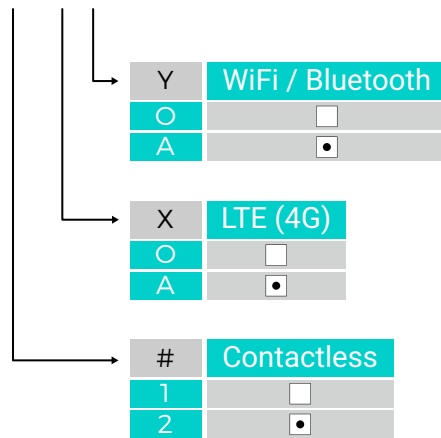 Y WiFi / Bluetooth
O
A
X LTE (4G)
O
A
# Contactless
1
2